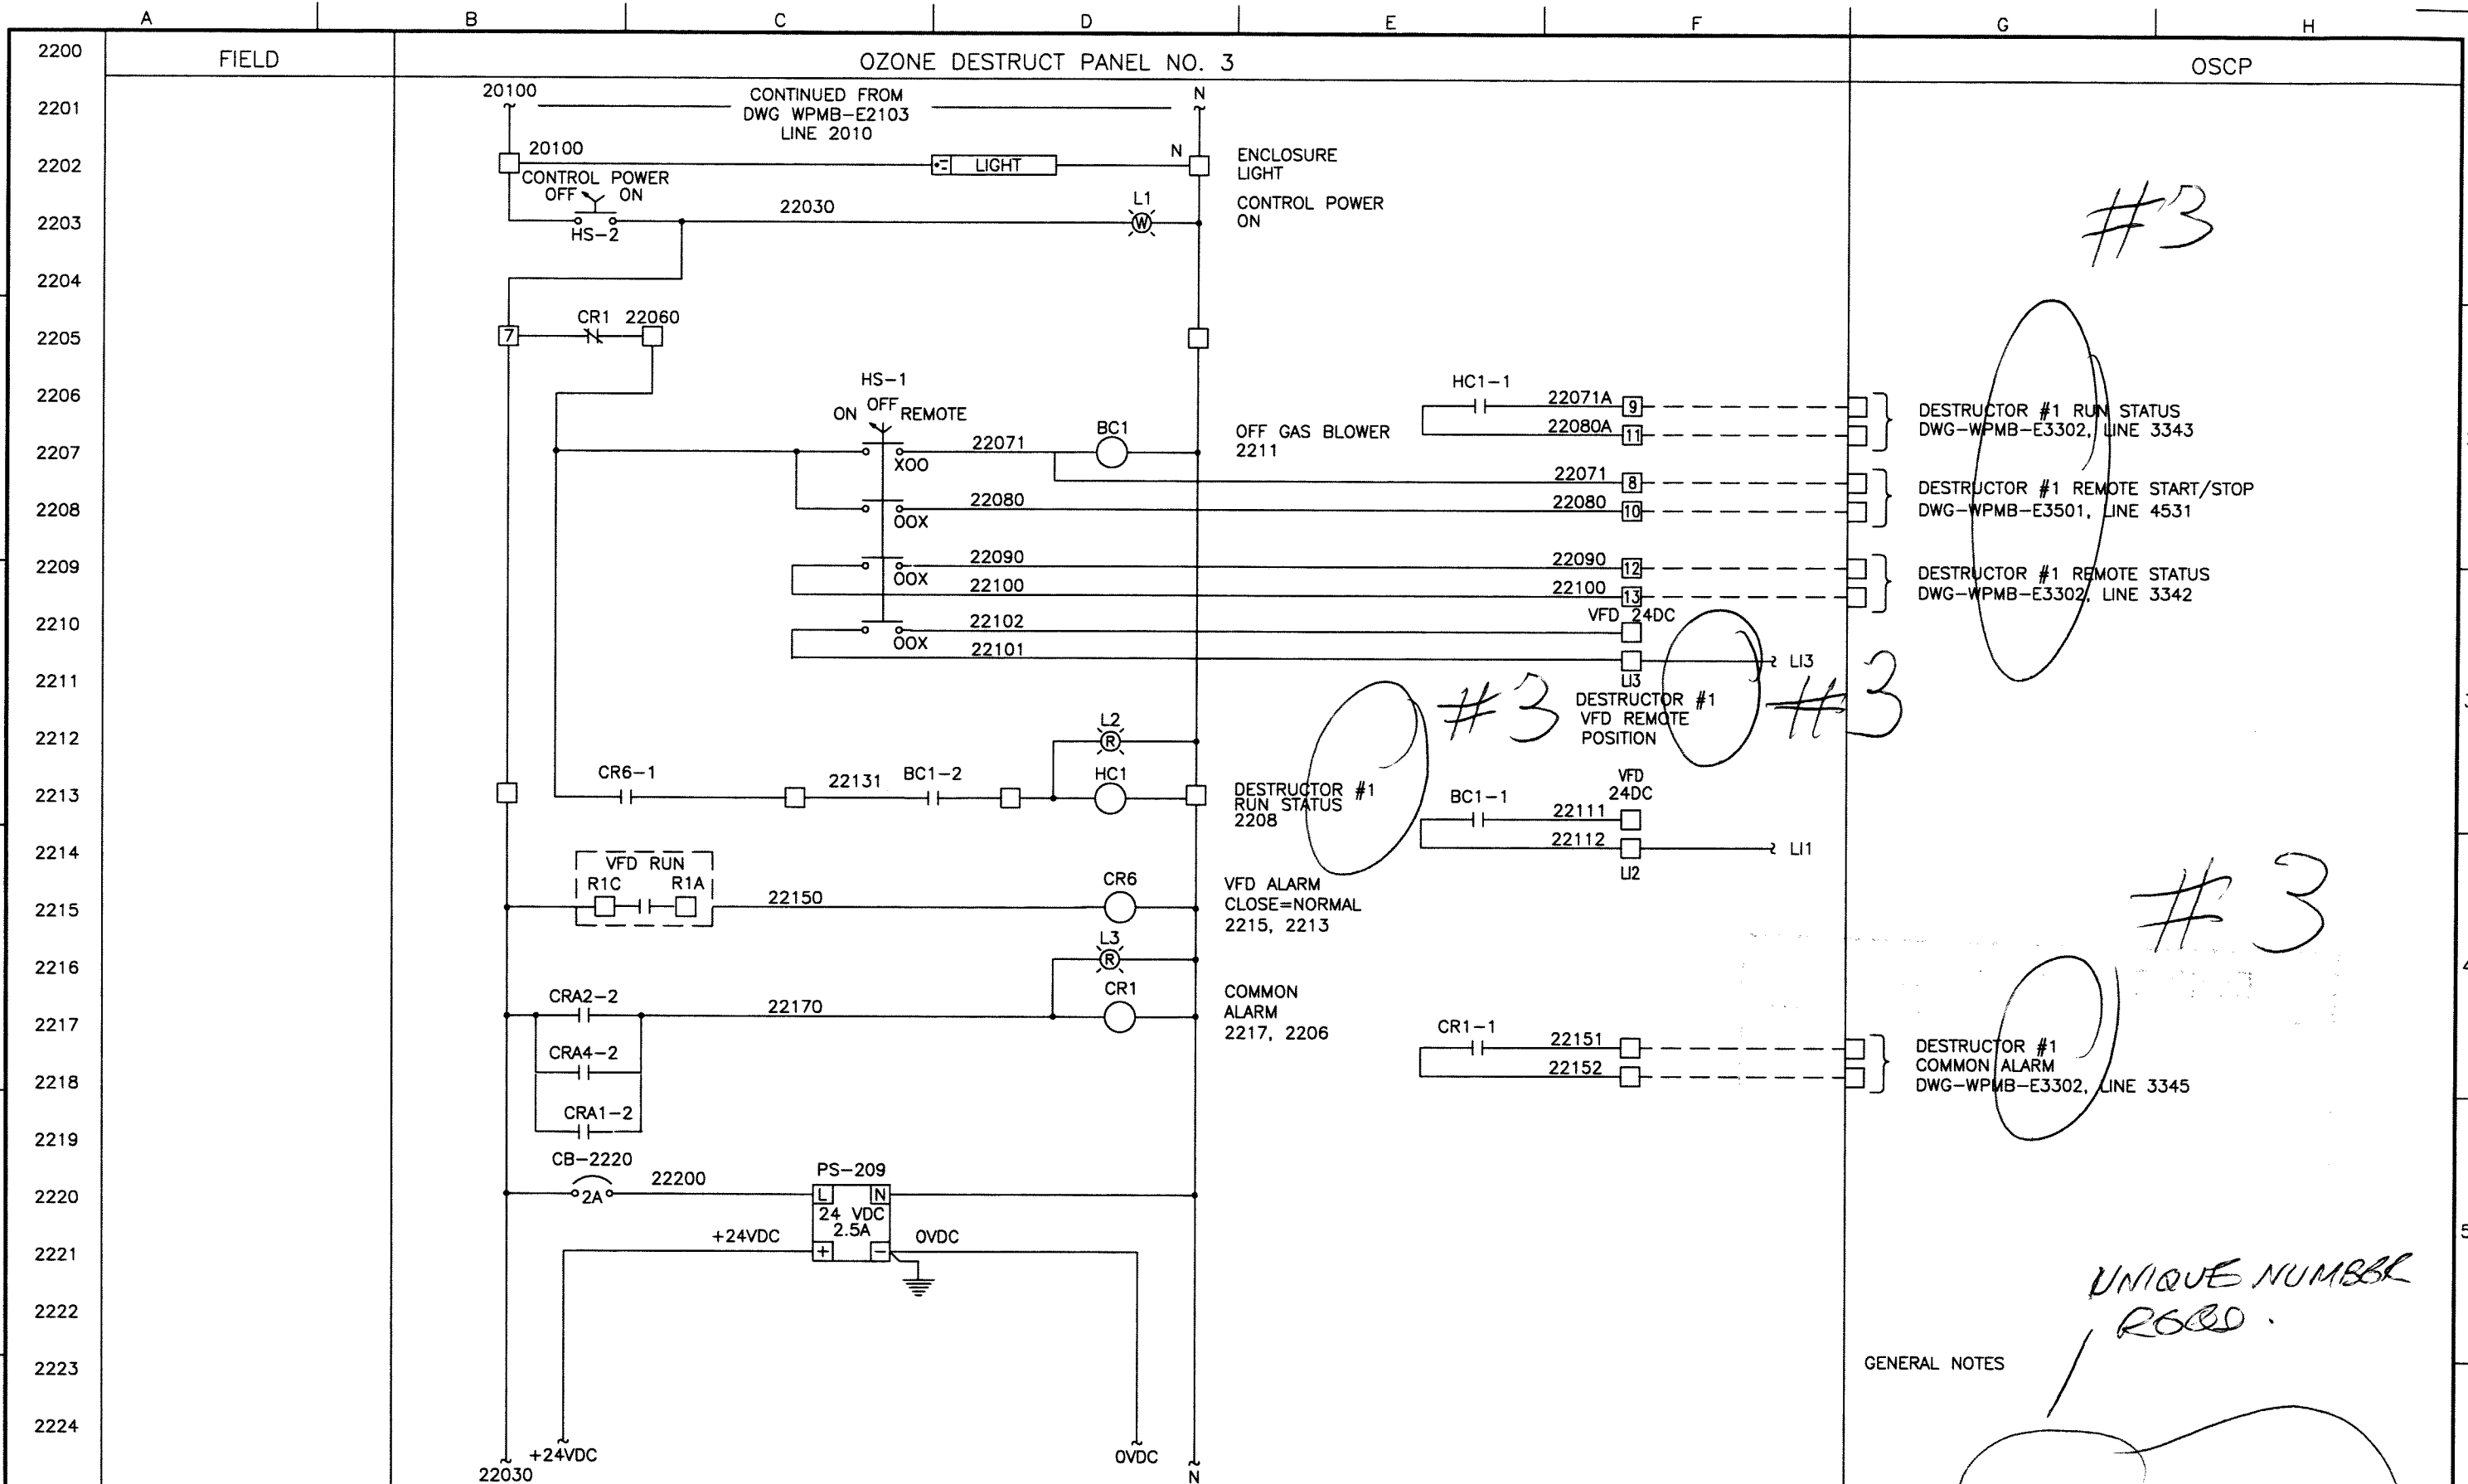 A B C D E F G H
2200 FIELD OZONE DESTRUCT PANEL NO. 3 OSCP
2201 20100 CONTINUED FROM N
DWG WPMB-E2103
LINE 2010
2202 20100 LIGHT N ENCLOSURE
LIGHT
CONTROL POWER
OFF ON
2203 HS-2 22030 L1 W CONTROL POWER
ON
#3
2204
2205 7 CR1 22060
2206 HS-1 HC1-1 22071A 9 DESTRUCTOR #1 RUN STATUS
ON OFF REMOTE 22080A 11 DWG-WPMB-E3302, LINE 3343
2207 XOO 22071 BC1 OFF GAS BLOWER
2211
22071 8 DESTRUCTOR #1 REMOTE START/STOP
2208 OOX 22080 22080 10 DWG-WPMB-E3501, LINE 4531
2209 OOX 22090 22090 12 DESTRUCTOR #1 REMOTE STATUS
22100 22100 13 DWG-WPMB-E3302, LINE 3342
2210 OOX 22102 VFD 24DC
22101 LI3
2211 LI3
DESTRUCTOR #1
VFD REMOTE
POSITION
#3 #3
2212 L2 R
2213 CR6-1 22131 BC1-2 HC1 DESTRUCTOR #1
RUN STATUS
2208
BC1-1 VFD
24DC
22111
2214 VFD RUN 22112 LI1
LI2
R1C R1A
2215 22150 CR6 VFD ALARM
CLOSE=NORMAL
2215, 2213
#3
2216 L3 R
2217 CRA2-2 22170 CR1 COMMON
ALARM
2217, 2206
CR1-1 22151 DESTRUCTOR #1
COMMON ALARM
2218 CRA4-2 22152 DWG-WPMB-E3302, LINE 3345
2219 CRA1-2
2220 CB-2220 2A 22200 PS-209
L N
24 VDC
2.5A
2221 +24VDC + - 0VDC
2222 UNIQUE NUMBER
2223 GENERAL NOTES
2224 +24VDC 0VDC
22030 N
3
4
5